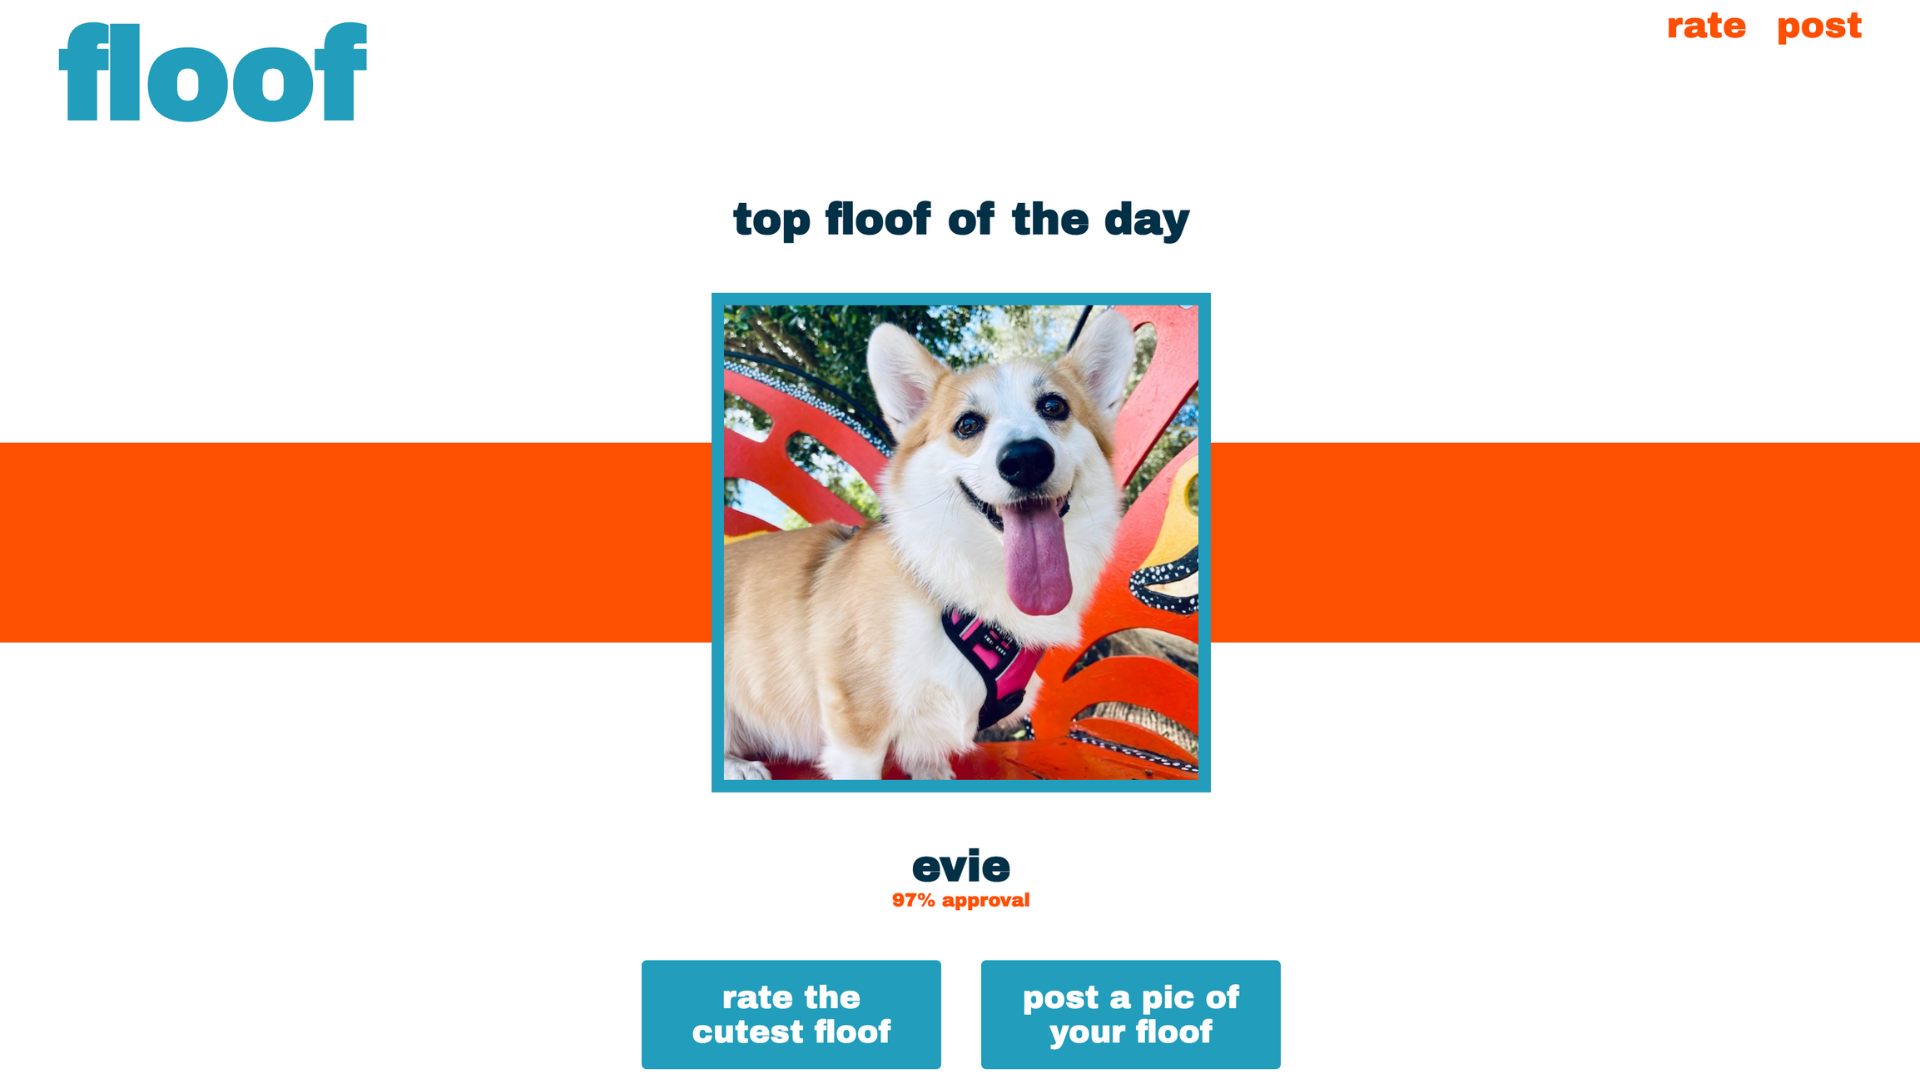 floof
rate post
top floof of the day
evie
97% approval
rate the
cutest floof
post a pic of
your floof